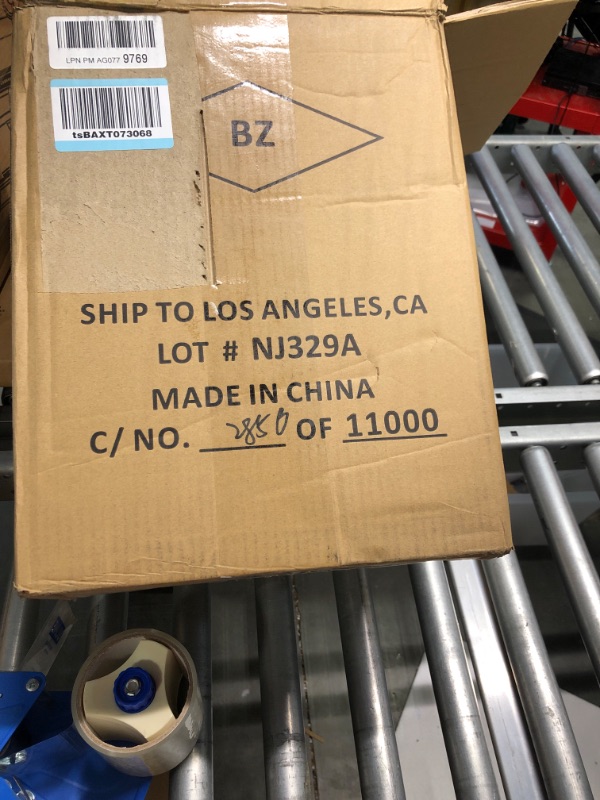 LPN PM AG077 9769
tsBAXT073068
BZ
SHIP TO LOS ANGELES,CA
LOT # NJ329A
MADE IN CHINA
C/ NO. 2850 OF 11000